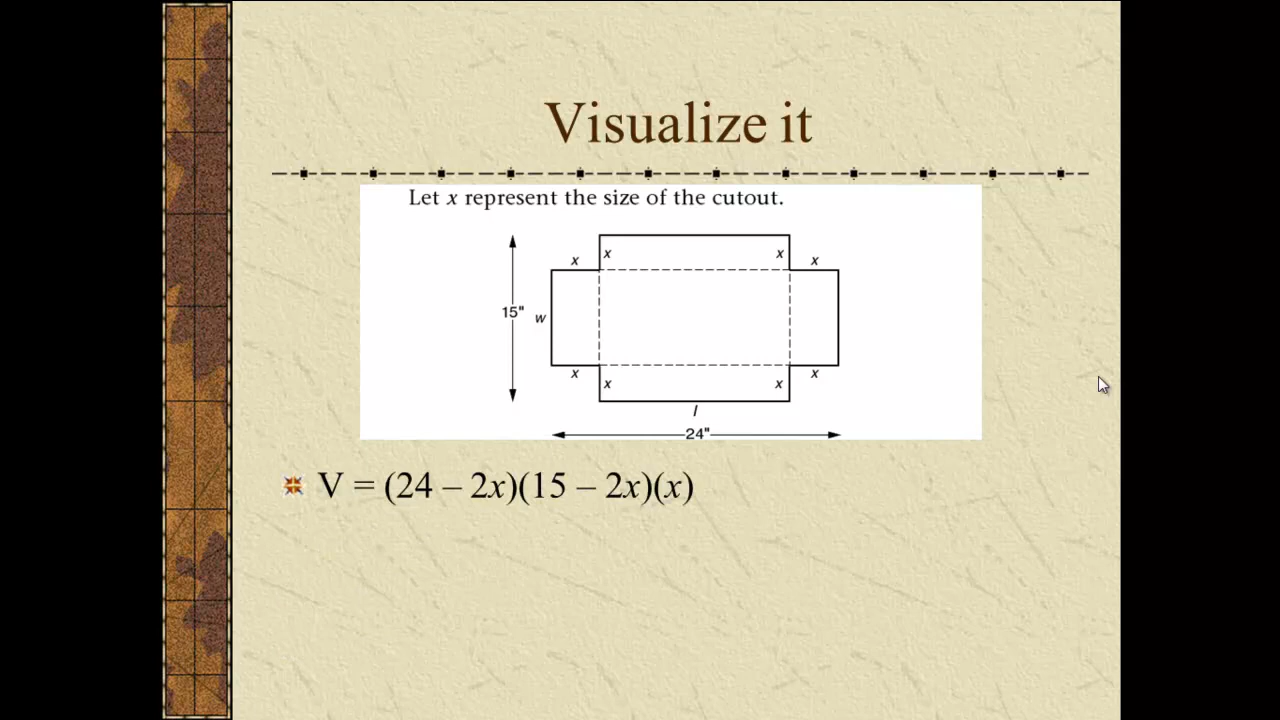 Visualize it
Let x represent the size of the cutout.
x x x x
15" w
x x x x
l
24"
V = (24 – 2x)(15 – 2x)(x)